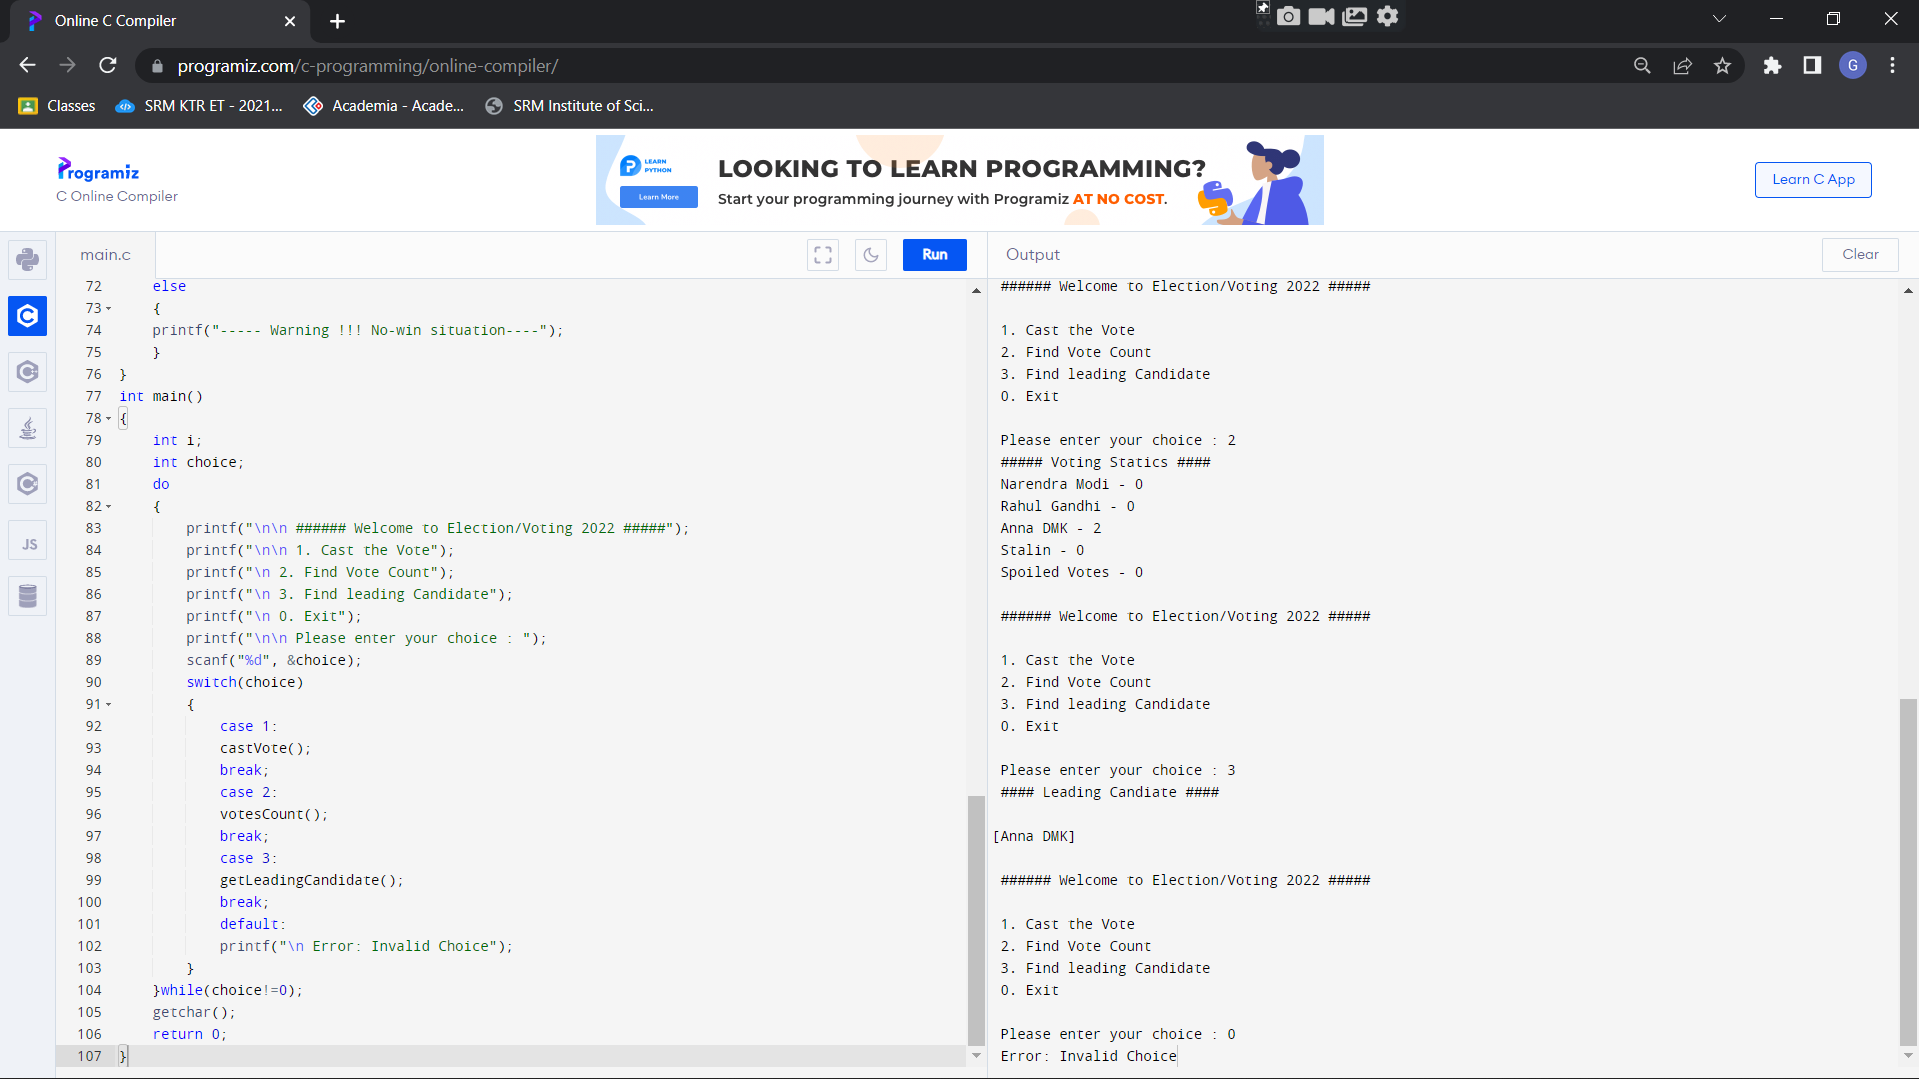 Online C Compiler
programiz.com/c-programming/online-compiler/
G
Classes
SRM KTR ET - 2021...
Academia - Acade...
SRM Institute of Sci...
Programiz
C Online Compiler
LEARN PYTHON
Learn More
LOOKING TO LEARN PROGRAMMING?
Start your programming journey with Programiz AT NO COST.
Learn C App
main.c
Run
Output
Clear
JS
72 else
73 {
74 printf("----- Warning !!! No-win situation----");
75 }
76 }
77 int main()
78 {
79 int i;
80 int choice;
81 do
82 {
83 printf("\n\n ###### Welcome to Election/Voting 2022 #####");
84 printf("\n\n 1. Cast the Vote");
85 printf("\n 2. Find Vote Count");
86 printf("\n 3. Find leading Candidate");
87 printf("\n 0. Exit");
88 printf("\n\n Please enter your choice : ");
89 scanf("%d", &choice);
90 switch(choice)
91 {
92 case 1:
93 castVote();
94 break;
95 case 2:
96 votesCount();
97 break;
98 case 3:
99 getLeadingCandidate();
100 break;
101 default:
102 printf("\n Error: Invalid Choice");
103 }
104 }while(choice!=0);
105 getchar();
106 return 0;
107 }
###### Welcome to Election/Voting 2022 #####
1. Cast the Vote
2. Find Vote Count
3. Find leading Candidate
0. Exit
Please enter your choice : 2
##### Voting Statics ####
Narendra Modi - 0
Rahul Gandhi - 0
Anna DMK - 2
Stalin - 0
Spoiled Votes - 0
###### Welcome to Election/Voting 2022 #####
1. Cast the Vote
2. Find Vote Count
3. Find leading Candidate
0. Exit
Please enter your choice : 3
#### Leading Candiate ####
[Anna DMK]
###### Welcome to Election/Voting 2022 #####
1. Cast the Vote
2. Find Vote Count
3. Find leading Candidate
0. Exit
Please enter your choice : 0
Error: Invalid Choice